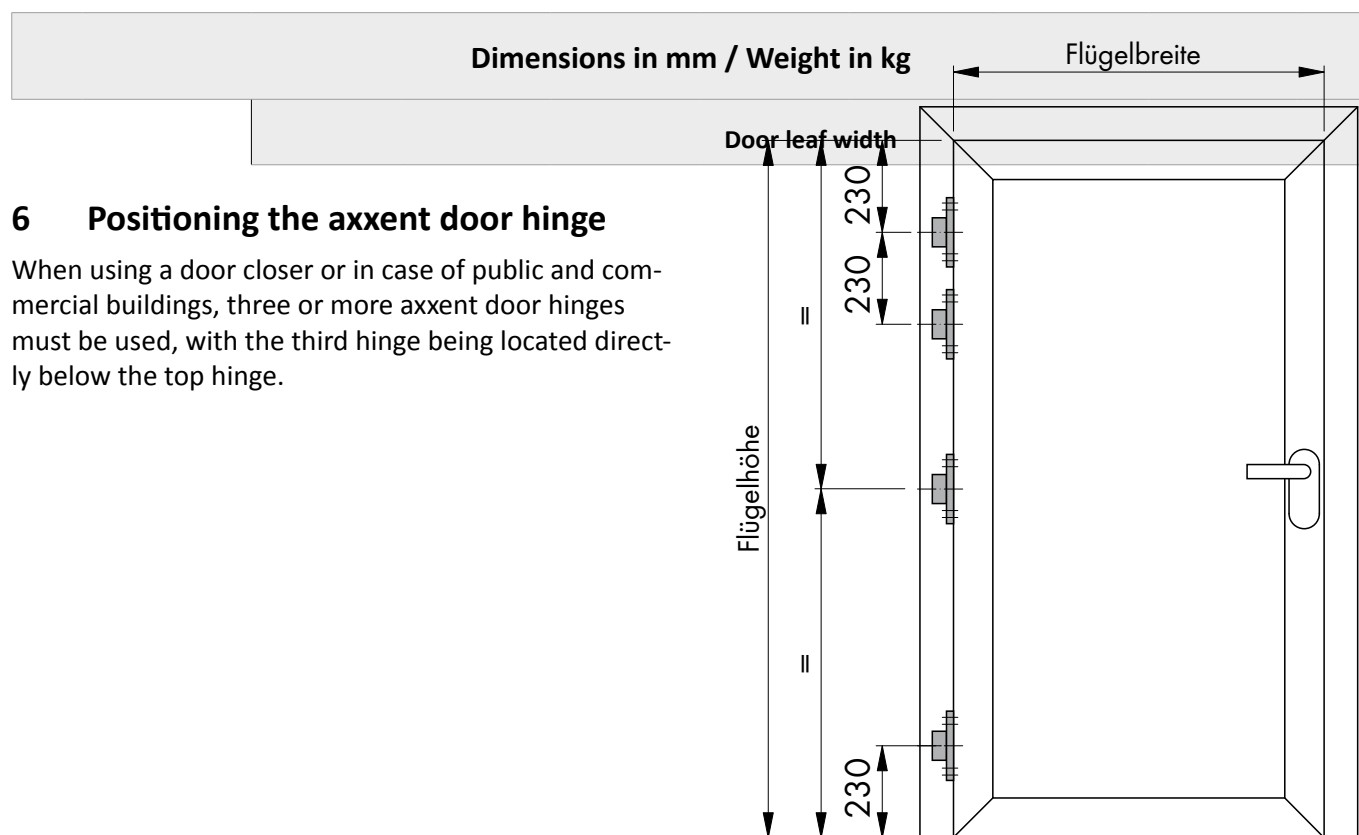 Dimensions in mm / Weight in kg
Flügelbreite
Door leaf width
6 Positioning the axxent door hinge
When using a door closer or in case of public and com-
mercial buildings, three or more axxent door hinges
must be used, with the third hinge being located direct-
ly below the top hinge.
230
230
=
Flügelhöhe
=
230